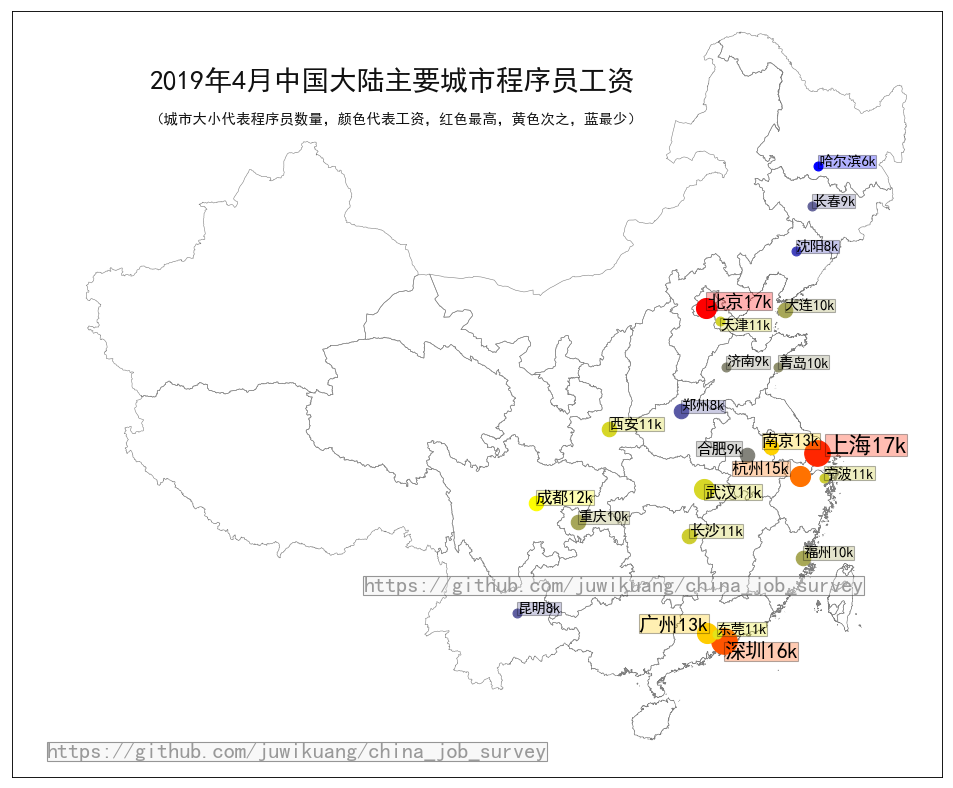 2019年4月中国大陆主要城市程序员工资
(城市大小代表程序员数量，颜色代表工资，红色最高，黄色次之，蓝最少)
哈尔滨6k
长春9k
沈阳8k
北京17k
大连10k
天津11k
济南9k
青岛10k
郑州8k
西安11k
南京13k
上海17k
合肥9k
杭州15k
宁波11k
成都12k
武汉11k
重庆10k
长沙11k
福州10k
https://github.com/juwikuang/china_job_survey
昆明8k
广州13k
东莞11k
深圳16k
https://github.com/juwikuang/china_job_survey